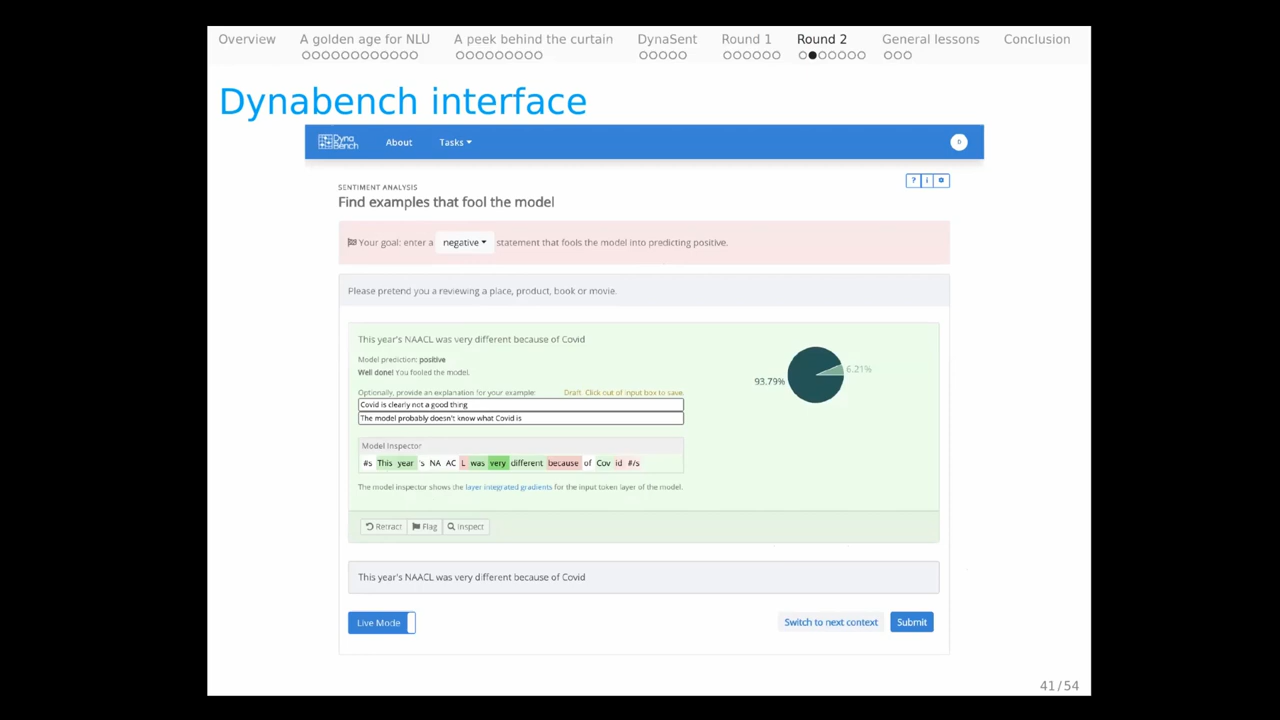 Overview A golden age for NLU A peek behind the curtain DynaSent Round 1 Round 2 General lessons Conclusion
Dynabench interface
Dyna Bench About Tasks D
SENTIMENT ANALYSIS
? i
Find examples that fool the model
Your goal: enter a negative statement that fools the model into predicting positive.
Please pretend you a reviewing a place, product, book or movie.
This year's NAACL was very different because of Covid
Model prediction: positive
Well done! You fooled the model.
93.79% 6.21%
Optionally, provide an explanation for your example: Draft. Click out of input box to save.
Covid is clearly not a good thing
The model probably doesn't know what Covid is
Model Inspector
#s This year 's NA AC L was very different because of Cov id #/s
The model inspector shows the layer integrated gradients for the input token layer of the model.
Retract Flag Inspect
This year's NAACL was very different because of Covid
Live Mode Switch to next context Submit
41/54